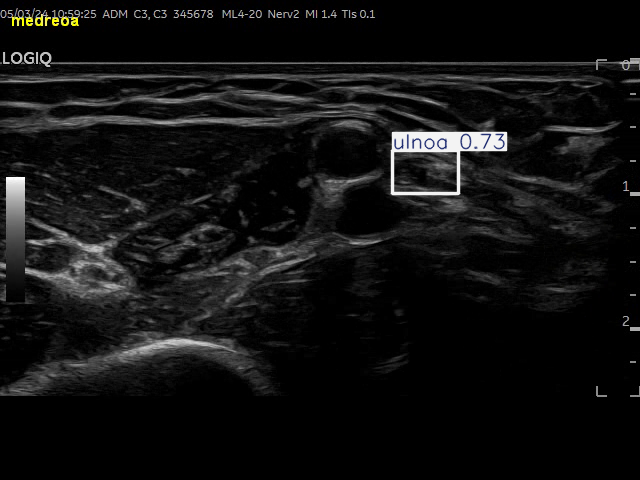 05/03/24 10:59:25 ADM C3, C3 345678 ML4-20 Nerv2 MI 1.4 TIs 0.1
medreoa
LOGIQ
0
ulnoa 0.73
1
2